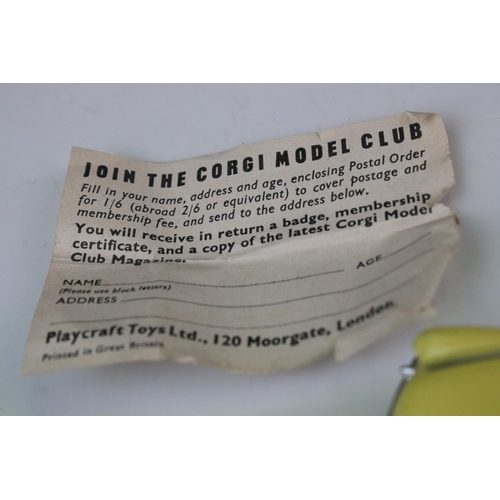 JOIN THE CORGI MODEL CLUB
Fill in your name, address and age, enclosing Postal Order
for 1/6 (abroad 2/6 or equivalent) to cover postage and
membership fee, and send to the address below.
You will receive in return a badge, membership
certificate, and a copy of the latest Corgi Model
Club Magazine.
NAME AGE
(Please use block letters)
ADDRESS
Playcraft Toys Ltd., 120 Moorgate, London,
Printed in Great Britain